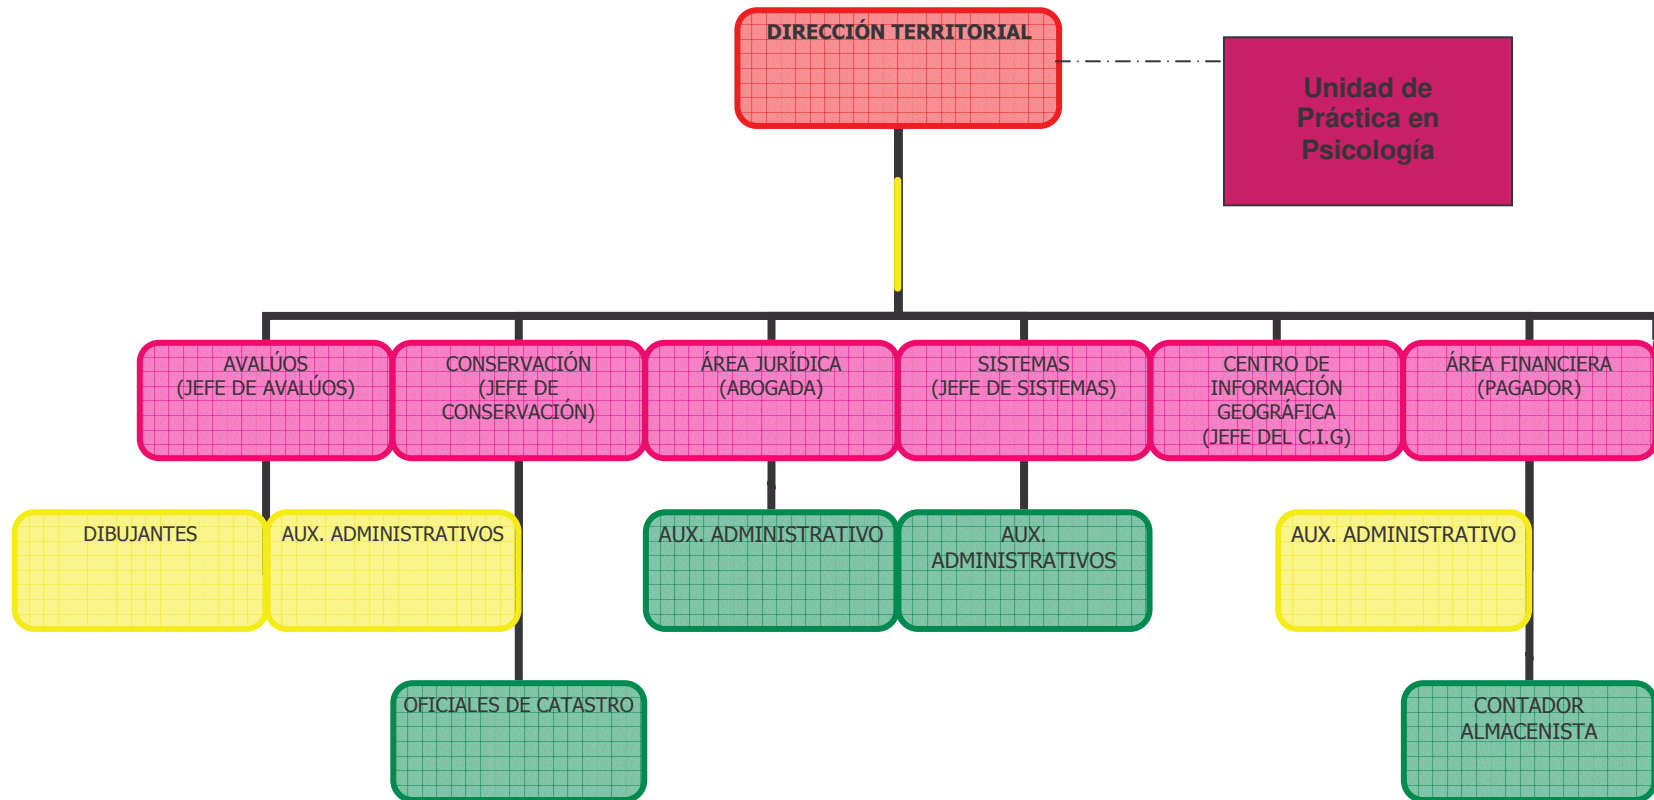 DIRECCIÓN TERRITORIAL
Unidad de
Práctica en
Psicología
AVALÚOS
(JEFE DE AVALÚOS)
CONSERVACIÓN
(JEFE DE
CONSERVACIÓN)
ÁREA JURÍDICA
(ABOGADA)
SISTEMAS
(JEFE DE SISTEMAS)
CENTRO DE
INFORMACIÓN
GEOGRÁFICA
(JEFE DEL C.I.G)
ÁREA FINANCIERA
(PAGADOR)
DIBUJANTES
AUX. ADMINISTRATIVOS
AUX. ADMINISTRATIVO
AUX.
ADMINISTRATIVOS
AUX. ADMINISTRATIVO
OFICIALES DE CATASTRO
CONTADOR
ALMACENISTA